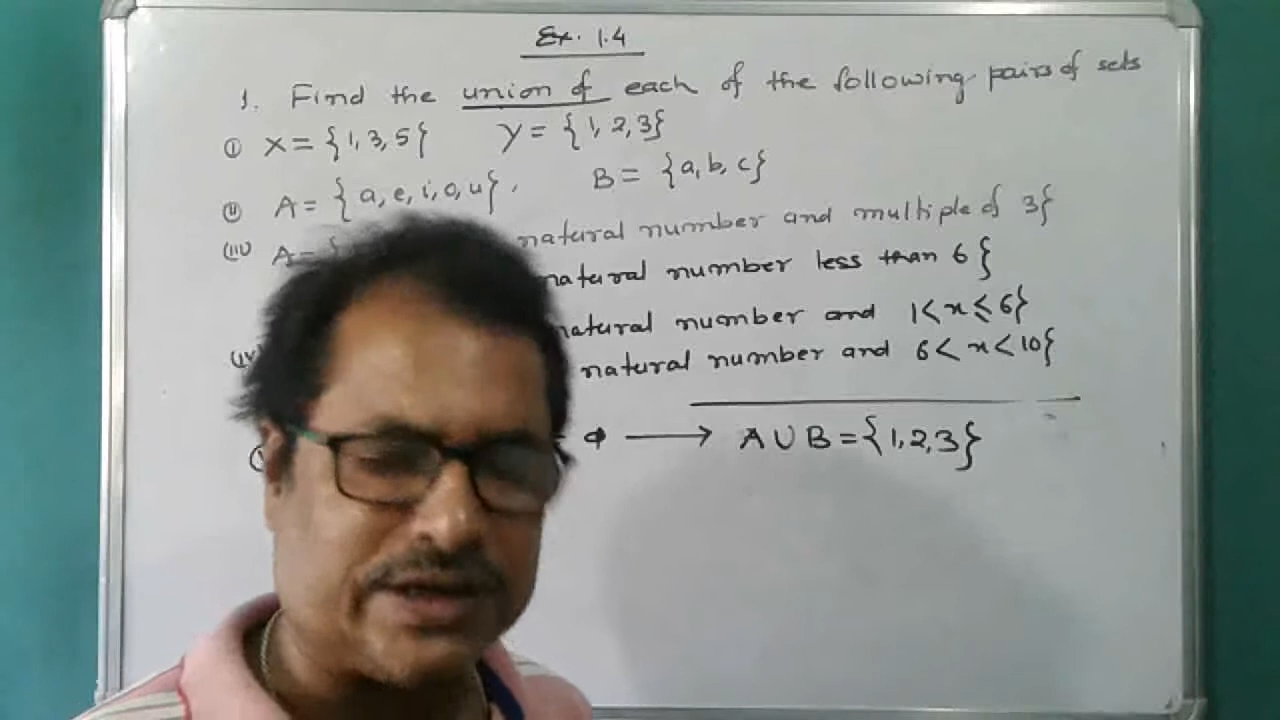 Ex. 1.4
1. Find the union of each of the following pairs of sets
(i) X = {1, 3, 5} Y = {1, 2, 3}
(ii) A = {a, e, i, o, u}, B = {a, b, c}
(iii) A = { natural number and multiple of 3}
natural number less than 6}
(iv) natural number and 1 < x ≤ 6}
natural number and 6 < x < 10}
ϕ → A ∪ B = {1, 2, 3}